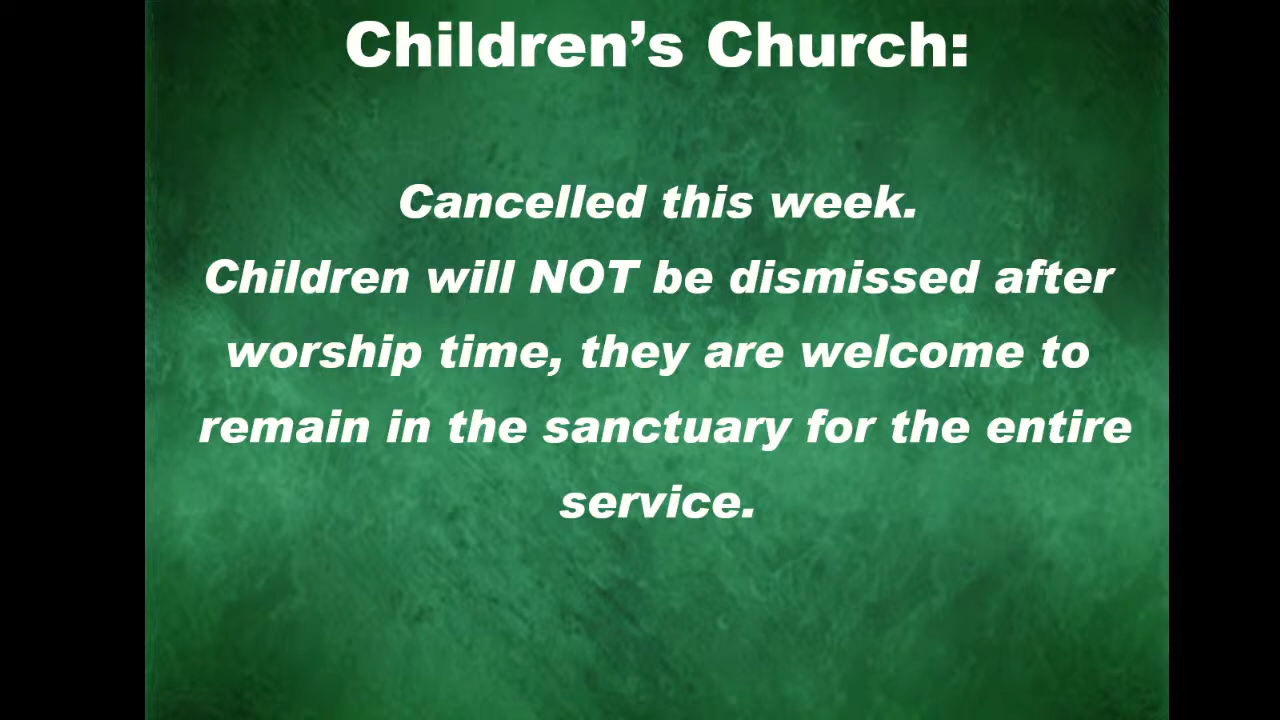 Children’s Church:
Cancelled this week.
Children will NOT be dismissed after
worship time, they are welcome to
remain in the sanctuary for the entire
service.